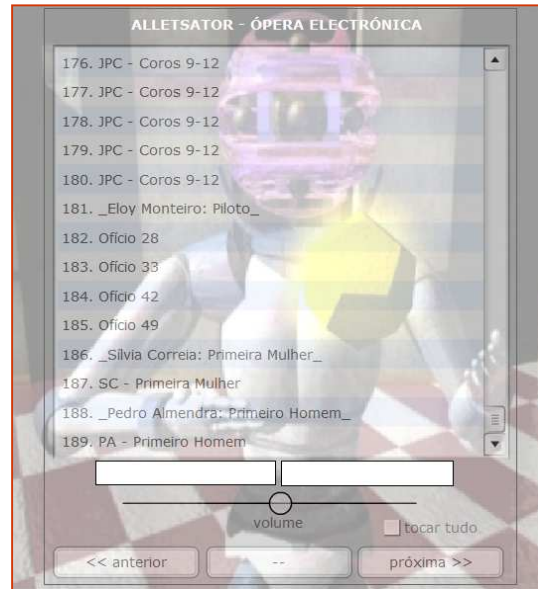 ALLETSATOR - ÓPERA ELECTRÓNICA
176. JPC - Coros 9-12
177. JPC - Coros 9-12
178. JPC - Coros 9-12
179. JPC - Coros 9-12
180. JPC - Coros 9-12
181. _Eloy Monteiro: Piloto_
182. Ofício 28
183. Ofício 33
184. Ofício 42
185. Ofício 49
186. _Sílvia Correia: Primeira Mulher_
187. SC - Primeira Mulher
188. _Pedro Almendra: Primeiro Homem_
189. PA - Primeiro Homem
volume
tocar tudo.
<< anterior -- próxima >>